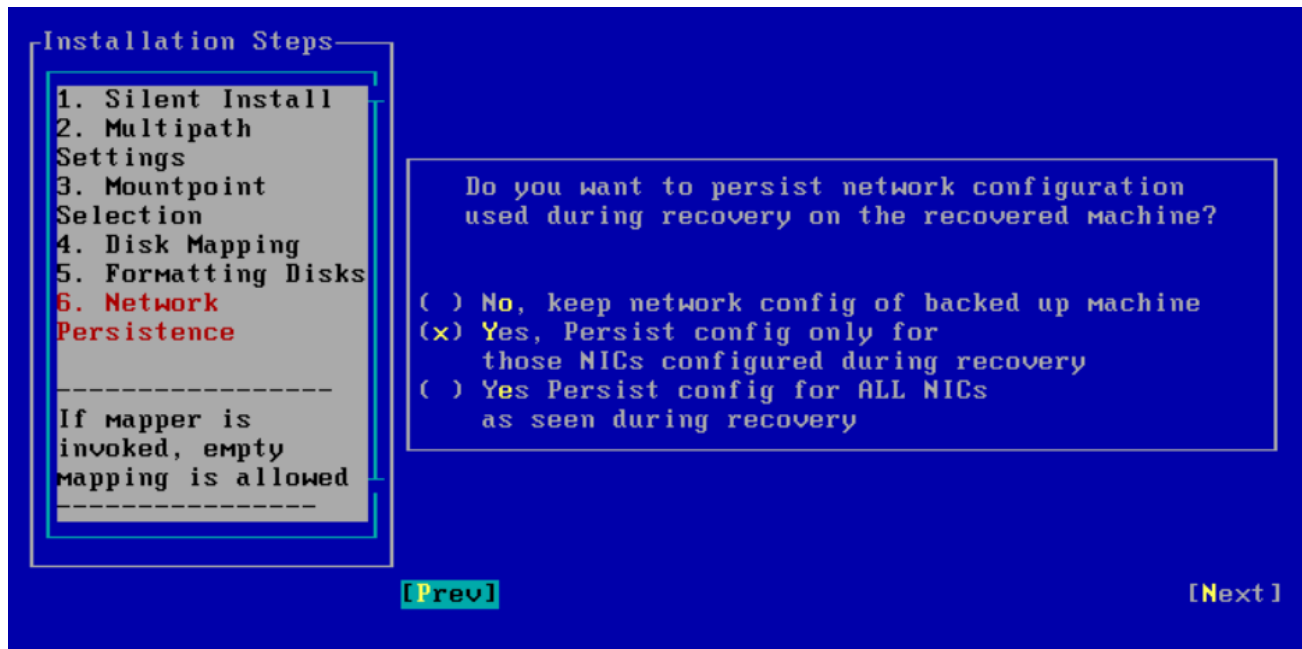 Installation Steps
1. Silent Install
2. Multipath
Settings
3. Mountpoint
Selection
4. Disk Mapping
5. Formatting Disks
6. Network
Persistence
-----------------
If mapper is
invoked, empty
mapping is allowed
----------------
Do you want to persist network configuration
used during recovery on the recovered machine?
( ) No, keep network config of backed up machine
(x) Yes, Persist config only for
those NICs configured during recovery
( ) Yes Persist config for ALL NICs
as seen during recovery
[Prev]
[Next]